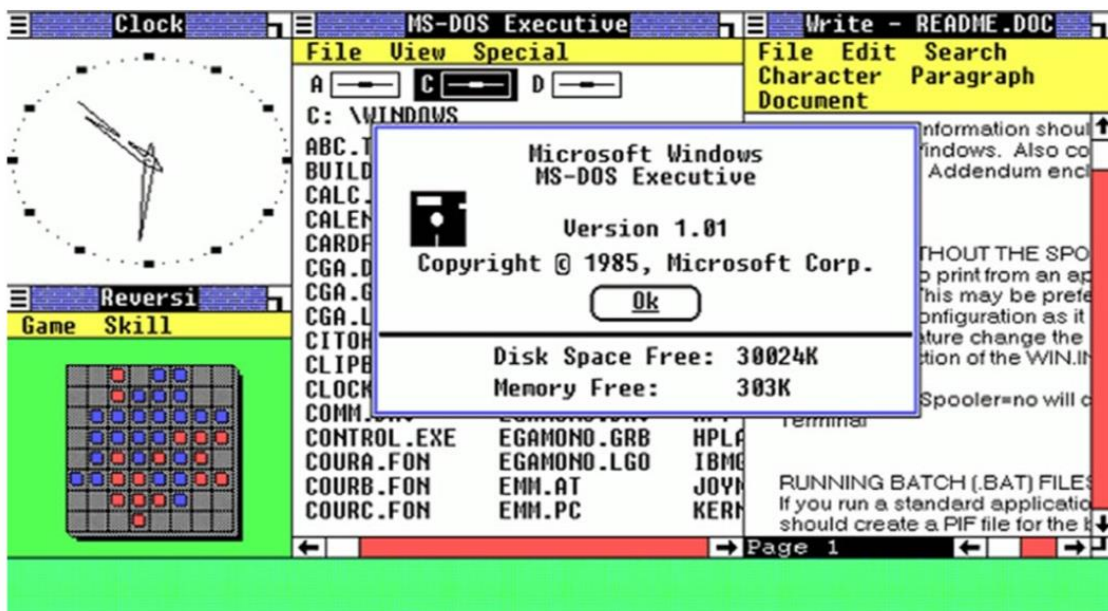 Clock
MS-DOS Executive
Write - README.DOC
File View Special
File Edit Search
Character Paragraph
Document
A C D
C: \WINDOWS
ABC.T
BUILD
CALC.
CALEN
CARDF
CGA.D
CGA.G
CGA.L
CITOH
CLIPB
CLOCK
COMM.
CONTROL.EXE EGAMONO.GRB HPLA
COURA.FON EGAMONO.LGO IBMG
COURB.FON EMM.AT JOYN
COURC.FON EMM.PC KERN
Microsoft Windows
MS-DOS Executive
Version 1.01
Copyright © 1985, Microsoft Corp.
Ok
Disk Space Free: 30024K
Memory Free: 303K
Reversi
Game Skill
nformation shoul
indows. Also co
Addendum encl
THOUT THE SPO
o print from an ap
his may be prefe
onfiguration as it
ature change the
ction of the WIN.IN
Spooler=no will c
Terminal
RUNNING BATCH (.BAT) FILES
If you run a standard applicatio
should create a PIF file for the b
Page 1